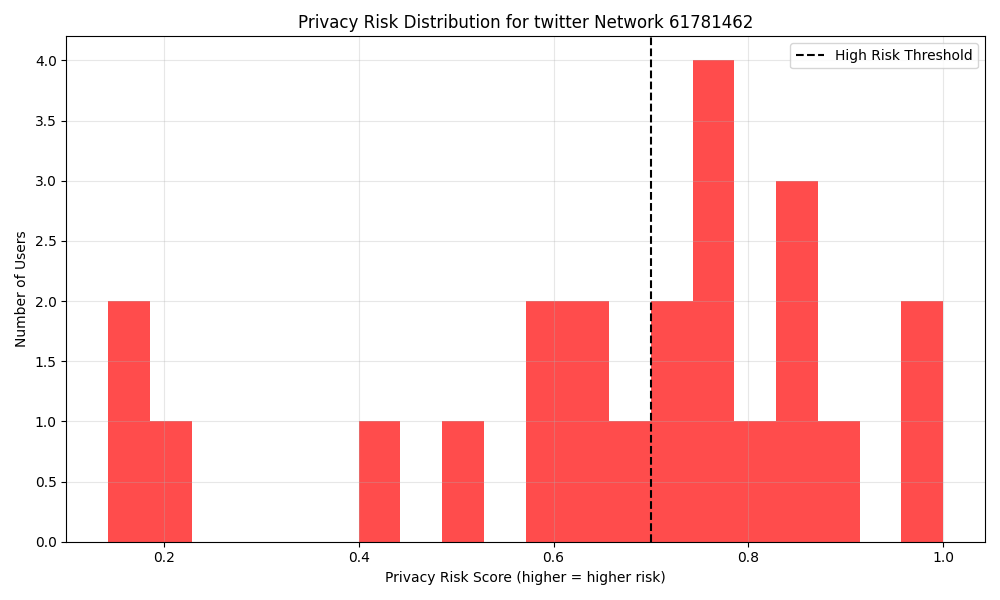 Privacy Risk Distribution for twitter Network 61781462
High Risk Threshold
Number of Users
4.0
3.5
3.0
2.5
2.0
1.5
1.0
0.5
0.0
0.2 0.4 0.6 0.8 1.0
Privacy Risk Score (higher = higher risk)